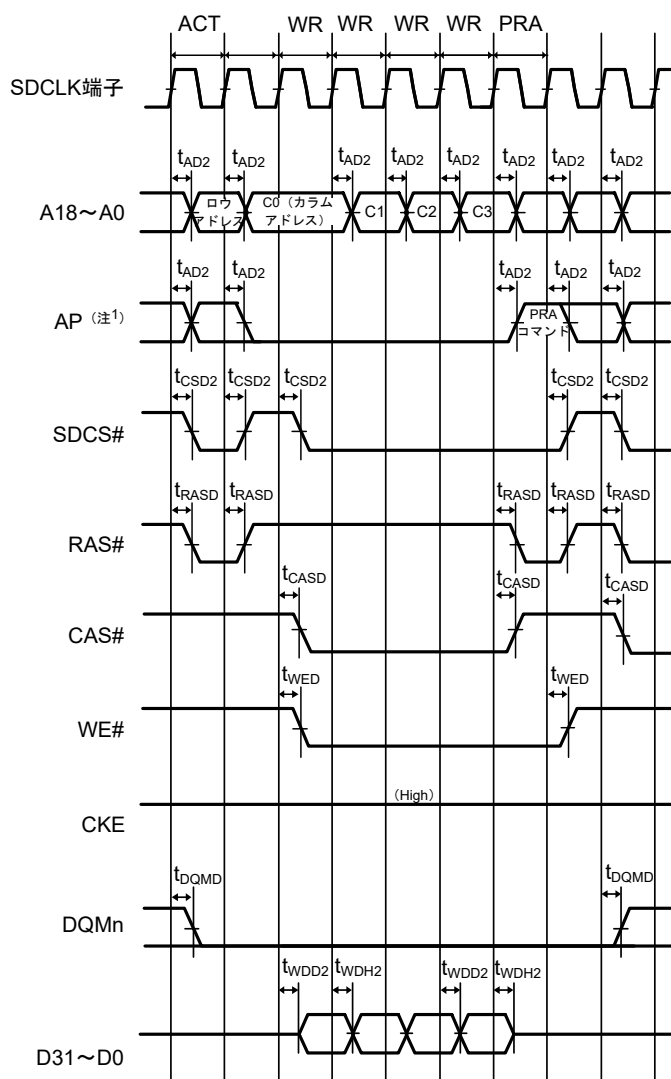 ACT WR WR WR WR PRA
SDCLK端子
tAD2 tAD2 tAD2 tAD2 tAD2 tAD2 tAD2 tAD2
A18～A0 ロウアドレス C0（カラムアドレス） C1 C2 C3
tAD2 tAD2 tAD2 tAD2 tAD2
AP（注1） PRAコマンド
tCSD2 tCSD2 tCSD2 tCSD2 tCSD2
SDCS#
tRASD tRASD tRASD tRASD tRASD
RAS#
tCASD tCASD tCASD
CAS#
tWED tWED
WE#
（High）
CKE
tDQMD tDQMD
DQMn
tWDD2 tWDH2 tWDD2 tWDH2
D31～D0